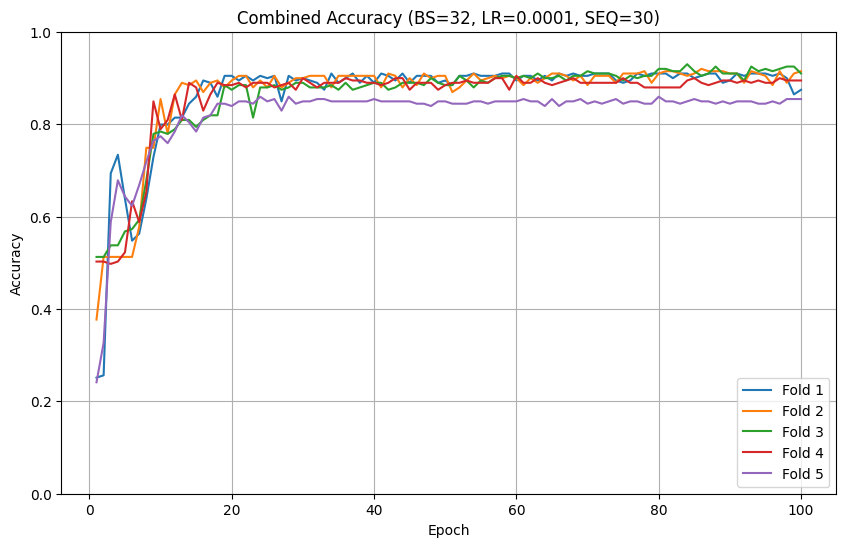 Combined Accuracy (BS=32, LR=0.0001, SEQ=30)
1.0
0.8
0.6
0.4
0.2
0.0
Accuracy
0 20 40 60 80 100
Epoch
Fold 1
Fold 2
Fold 3
Fold 4
Fold 5